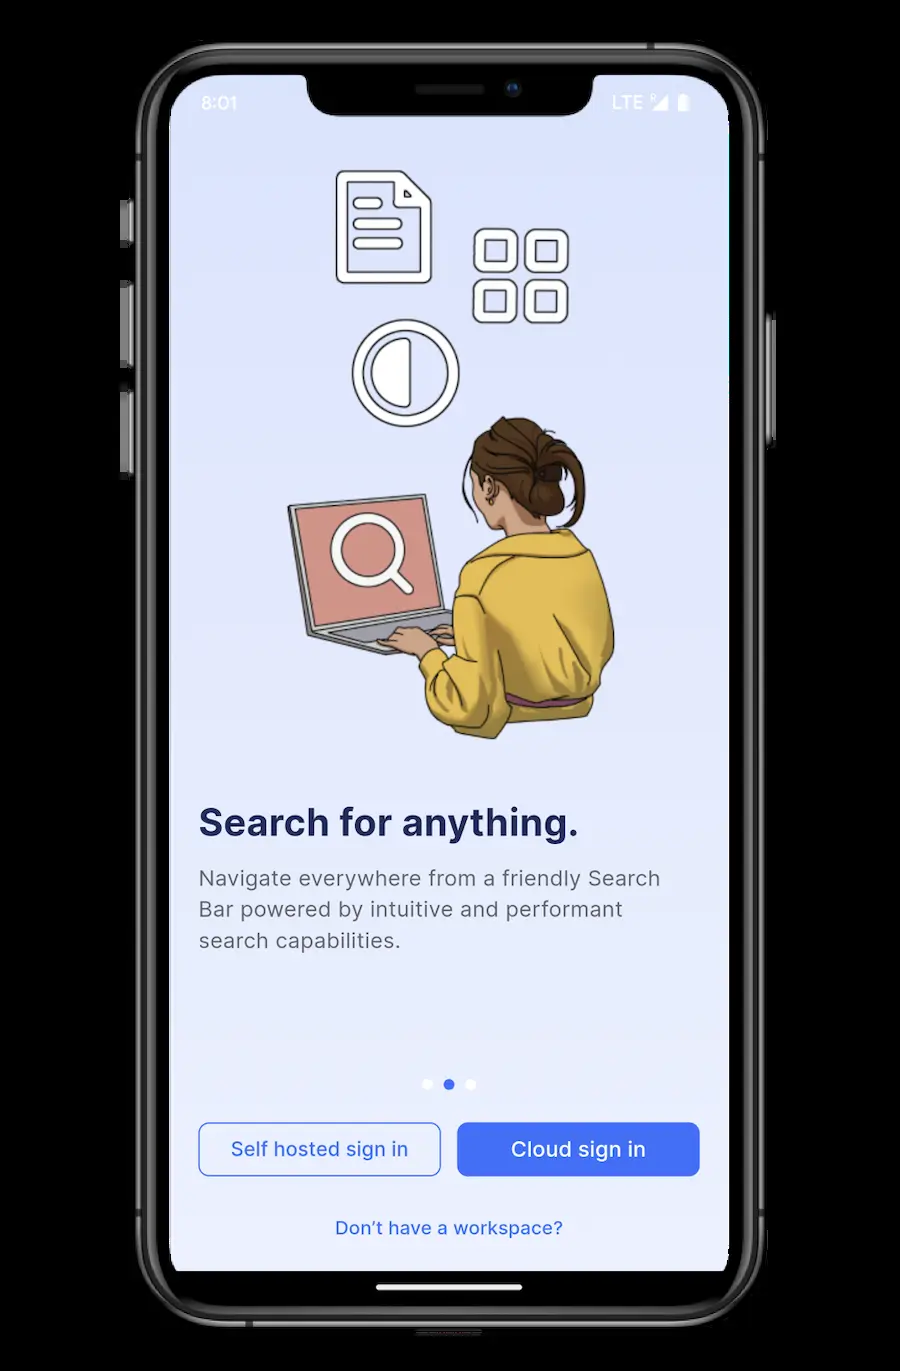 8:01 LTE R
Search for anything.
Navigate everywhere from a friendly Search
Bar powered by intuitive and performant
search capabilities.
Self hosted sign in Cloud sign in
Don’t have a workspace?